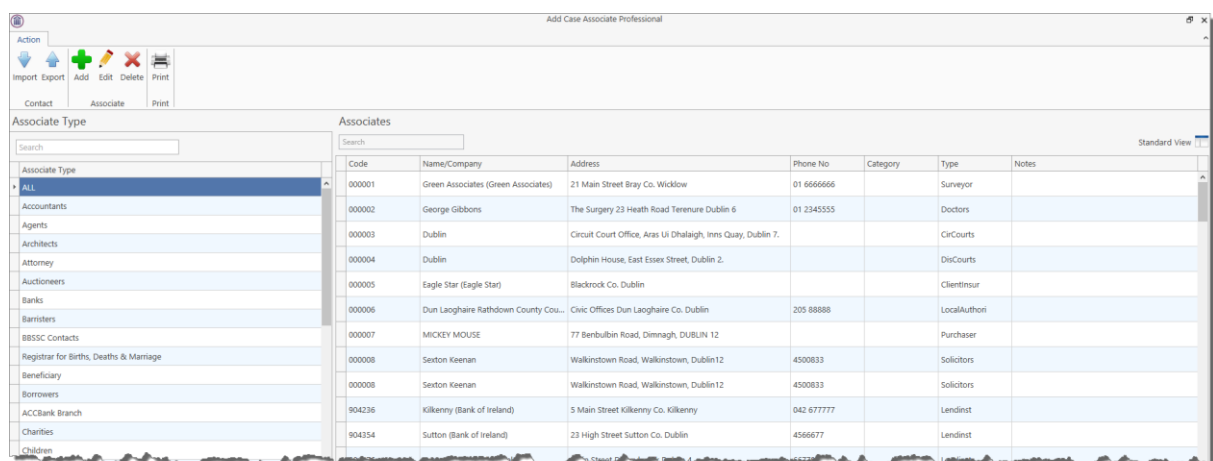 Add Case Associate Professional
Action
Import Export Add Edit Delete Print
Contact Associate Print
Associate Type
Search
Associate Type
ALL
Accountants
Agents
Architects
Attorney
Auctioneers
Banks
Barristers
BBSSC Contacts
Registrar for Births, Deaths & Marriage
Beneficiary
Borrowers
ACCBank Branch
Charities
Children
Associates
Search
Standard View
Code Name/Company Address Phone No Category Type Notes
000001 Green Associates (Green Associates) 21 Main Street Bray Co. Wicklow 01 6666666 Surveyor
000002 George Gibbons The Surgery 23 Heath Road Terenure Dublin 6 01 2345555 Doctors
000003 Dublin Circuit Court Office, Aras Ui Dhalaigh, Inns Quay, Dublin 7. CirCourts
000004 Dublin Dolphin House, East Essex Street, Dublin 2. DisCourts
000005 Eagle Star (Eagle Star) Blackrock Co. Dublin ClientInsur
000006 Dun Laoghaire Rathdown County Cou... Civic Offices Dun Laoghaire Co. Dublin 205 88888 LocalAuthori
000007 MICKEY MOUSE 77 Benbulbin Road, Dimnagh, DUBLIN 12 Purchaser
000008 Sexton Keenan Walkinstown Road, Walkinstown, Dublin12 4500833 Solicitors
000008 Sexton Keenan Walkinstown Road, Walkinstown, Dublin12 4500833 Solicitors
904236 Kilkenny (Bank of Ireland) 5 Main Street Kilkenny Co. Kilkenny 042 677777 Lendinst
904354 Sutton (Bank of Ireland) 23 High Street Sutton Co. Dublin 4566677 Lendinst